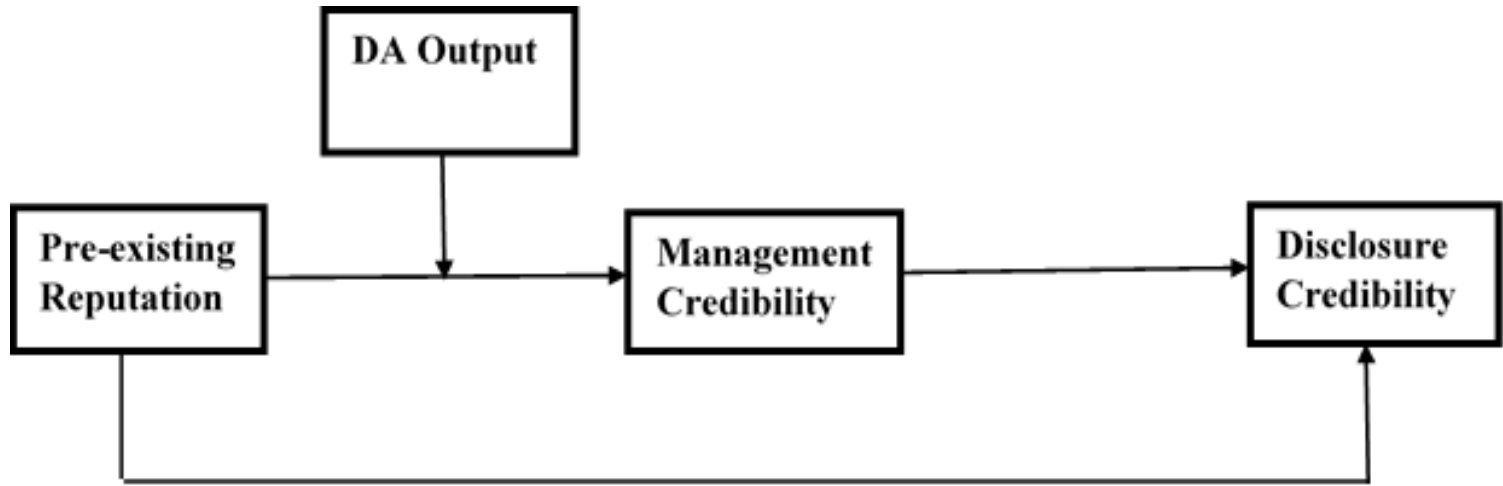 DA Output
Pre-existing
Reputation
Management
Credibility
Disclosure
Credibility